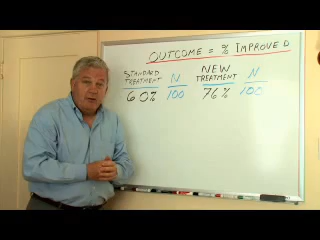 OUTCOME = % IMPROVED
STANDARD TREATMENT N NEW TREATMENT N
60% 100 76% 100